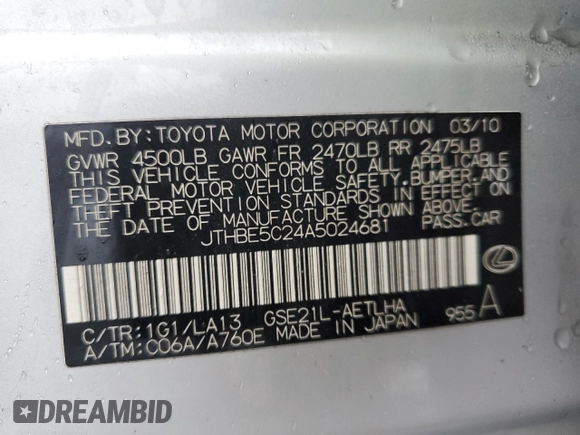 MFD. BY: TOYOTA MOTOR CORPORATION 03/10
GVWR 4500LB GAWR FR 2470LB RR 2475LB
THIS VEHICLE CONFORMS TO ALL APPLICABLE
FEDERAL MOTOR VEHICLE SAFETY, BUMPER, AND
THEFT PREVENTION STANDARDS IN EFFECT ON
THE DATE OF MANUFACTURE SHOWN ABOVE.
JTHBE5C24A5024681 PASS. CAR
C/TR: 1G1/LA13 GSE21L-AETLHA
A/TM: C06A/A760E MADE IN JAPAN 955 A
DREAMBID